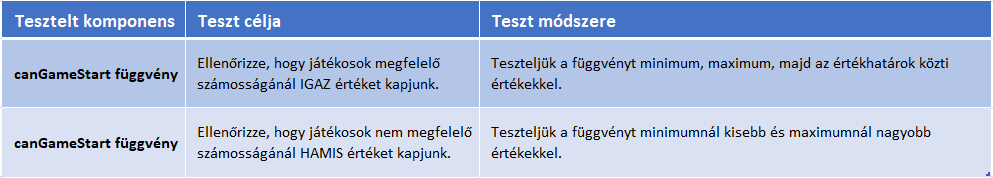 Tesztelt komponens Teszt célja Teszt módszere
canGameStart függvény
Ellenőrizze, hogy játékosok megfelelő
számosságánál IGAZ értéket kapjunk.
Teszteljük a függvényt minimum, maximum, majd az értékhatárok közti
értékekkel.
canGameStart függvény
Ellenőrizze, hogy játékosok nem megfelelő
számosságánál HAMIS értéket kapjunk.
Teszteljük a függvényt minimumnál kisebb és maximumnál nagyobb
értékekkel.